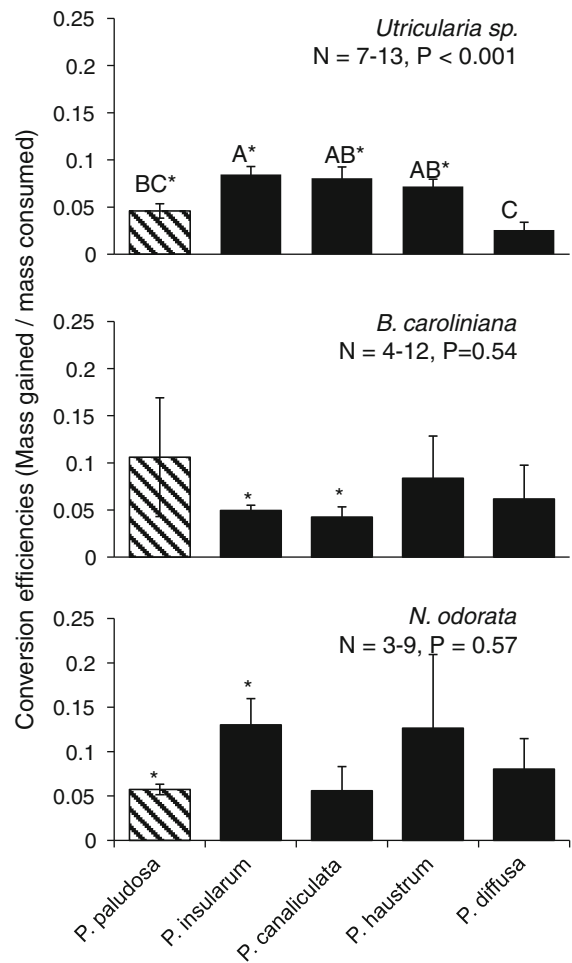 Conversion efficiencies (Mass gained / mass consumed)
Utricularia sp.
N = 7-13, P < 0.001
0.25
0.2
0.15
0.1
0.05
0
BC*
A*
AB*
AB*
C
B. caroliniana
N = 4-12, P=0.54
0.25
0.2
0.15
0.1
0.05
0
*
*
N. odorata
N = 3-9, P = 0.57
0.25
0.2
0.15
0.1
0.05
0
*
*
P. paludosa
P. insularum
P. canaliculata
P. haustrum
P. diffusa